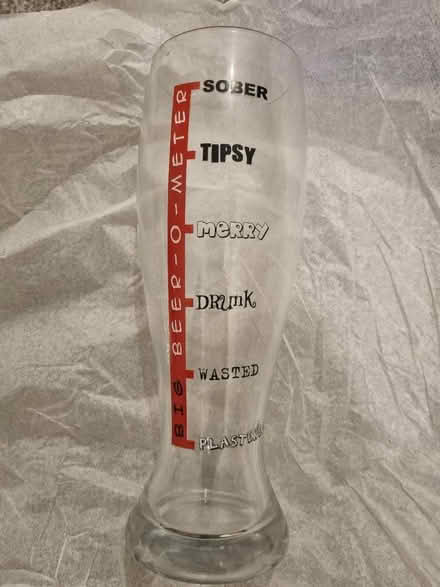 SOBER
TIPSY
MERRY
DRUnK
WASTED
BIG BEER-O-METER